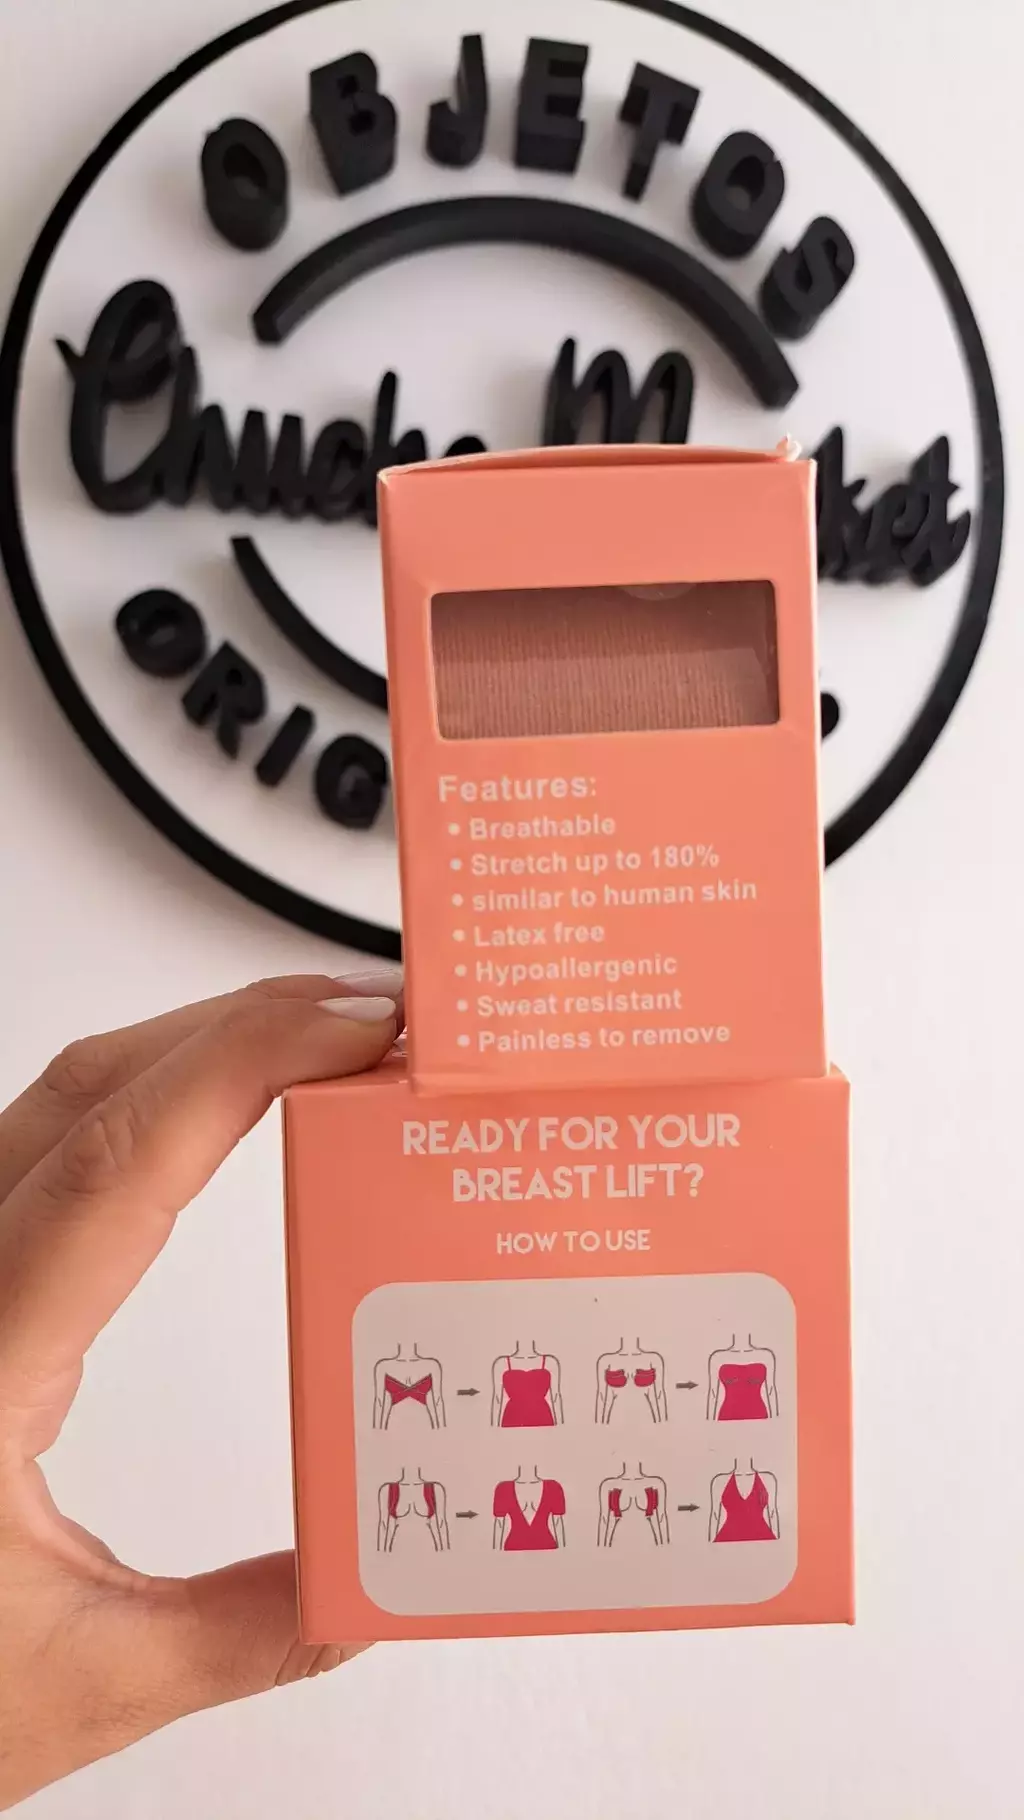 OBJETOS
ORIG
Features:
• Breathable
• Stretch up to 180%
• similar to human skin
• Latex free
• Hypoallergenic
• Sweat resistant
• Painless to remove
READY FOR YOUR
BREAST LIFT?
HOW TO USE